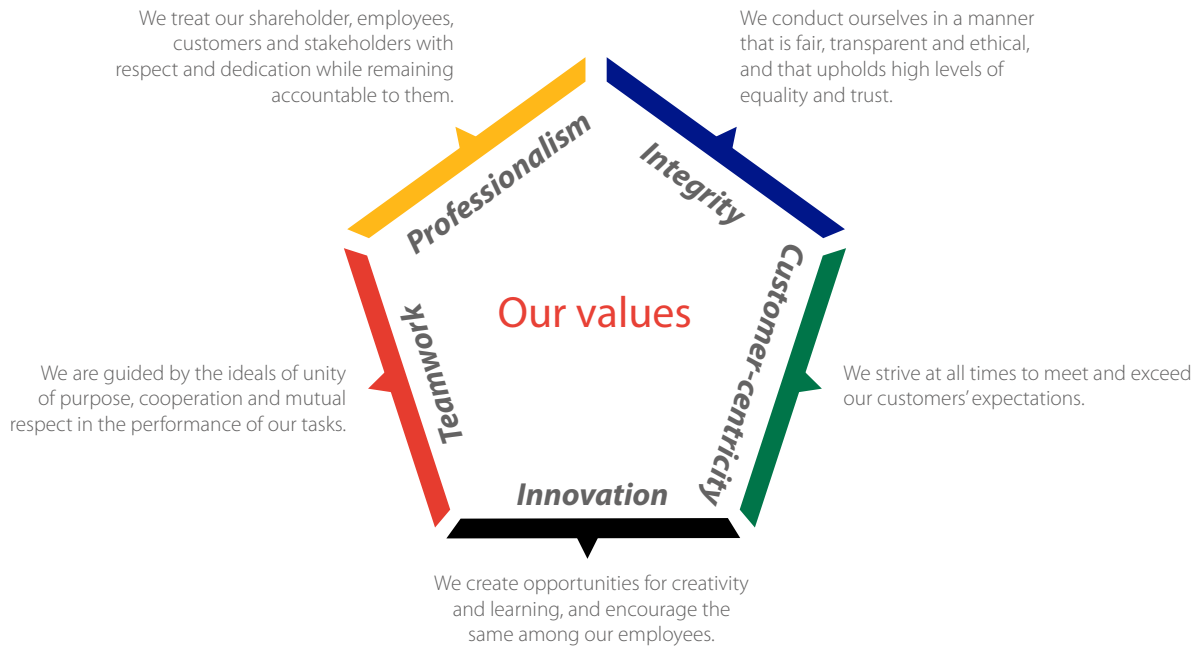 We treat our shareholder, employees,
customers and stakeholders with
respect and dedication while remaining
accountable to them.
We conduct ourselves in a manner
that is fair, transparent and ethical,
and that upholds high levels of
equality and trust.
Professionalism
Integrity
Our values
Teamwork
Customer-centricity
We are guided by the ideals of unity
of purpose, cooperation and mutual
respect in the performance of our tasks.
We strive at all times to meet and exceed
our customers’ expectations.
Innovation
We create opportunities for creativity
and learning, and encourage the
same among our employees.